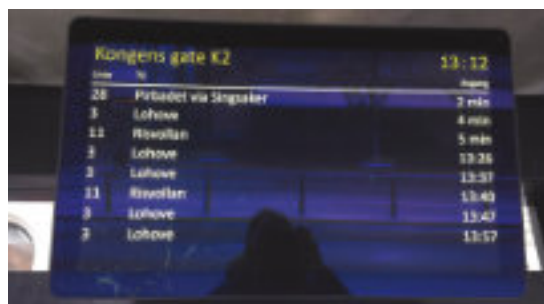 Kongens gate K2 13:12
Linje Til Avgang
28 Pirbadet via Singsaker 2 min
3 Lohove 4 min
11 Risvollan 5 min
3 Lohove 13:26
3 Lohove 13:37
11 Risvollan 13:40
3 Lohove 13:47
3 Lohove 13:57